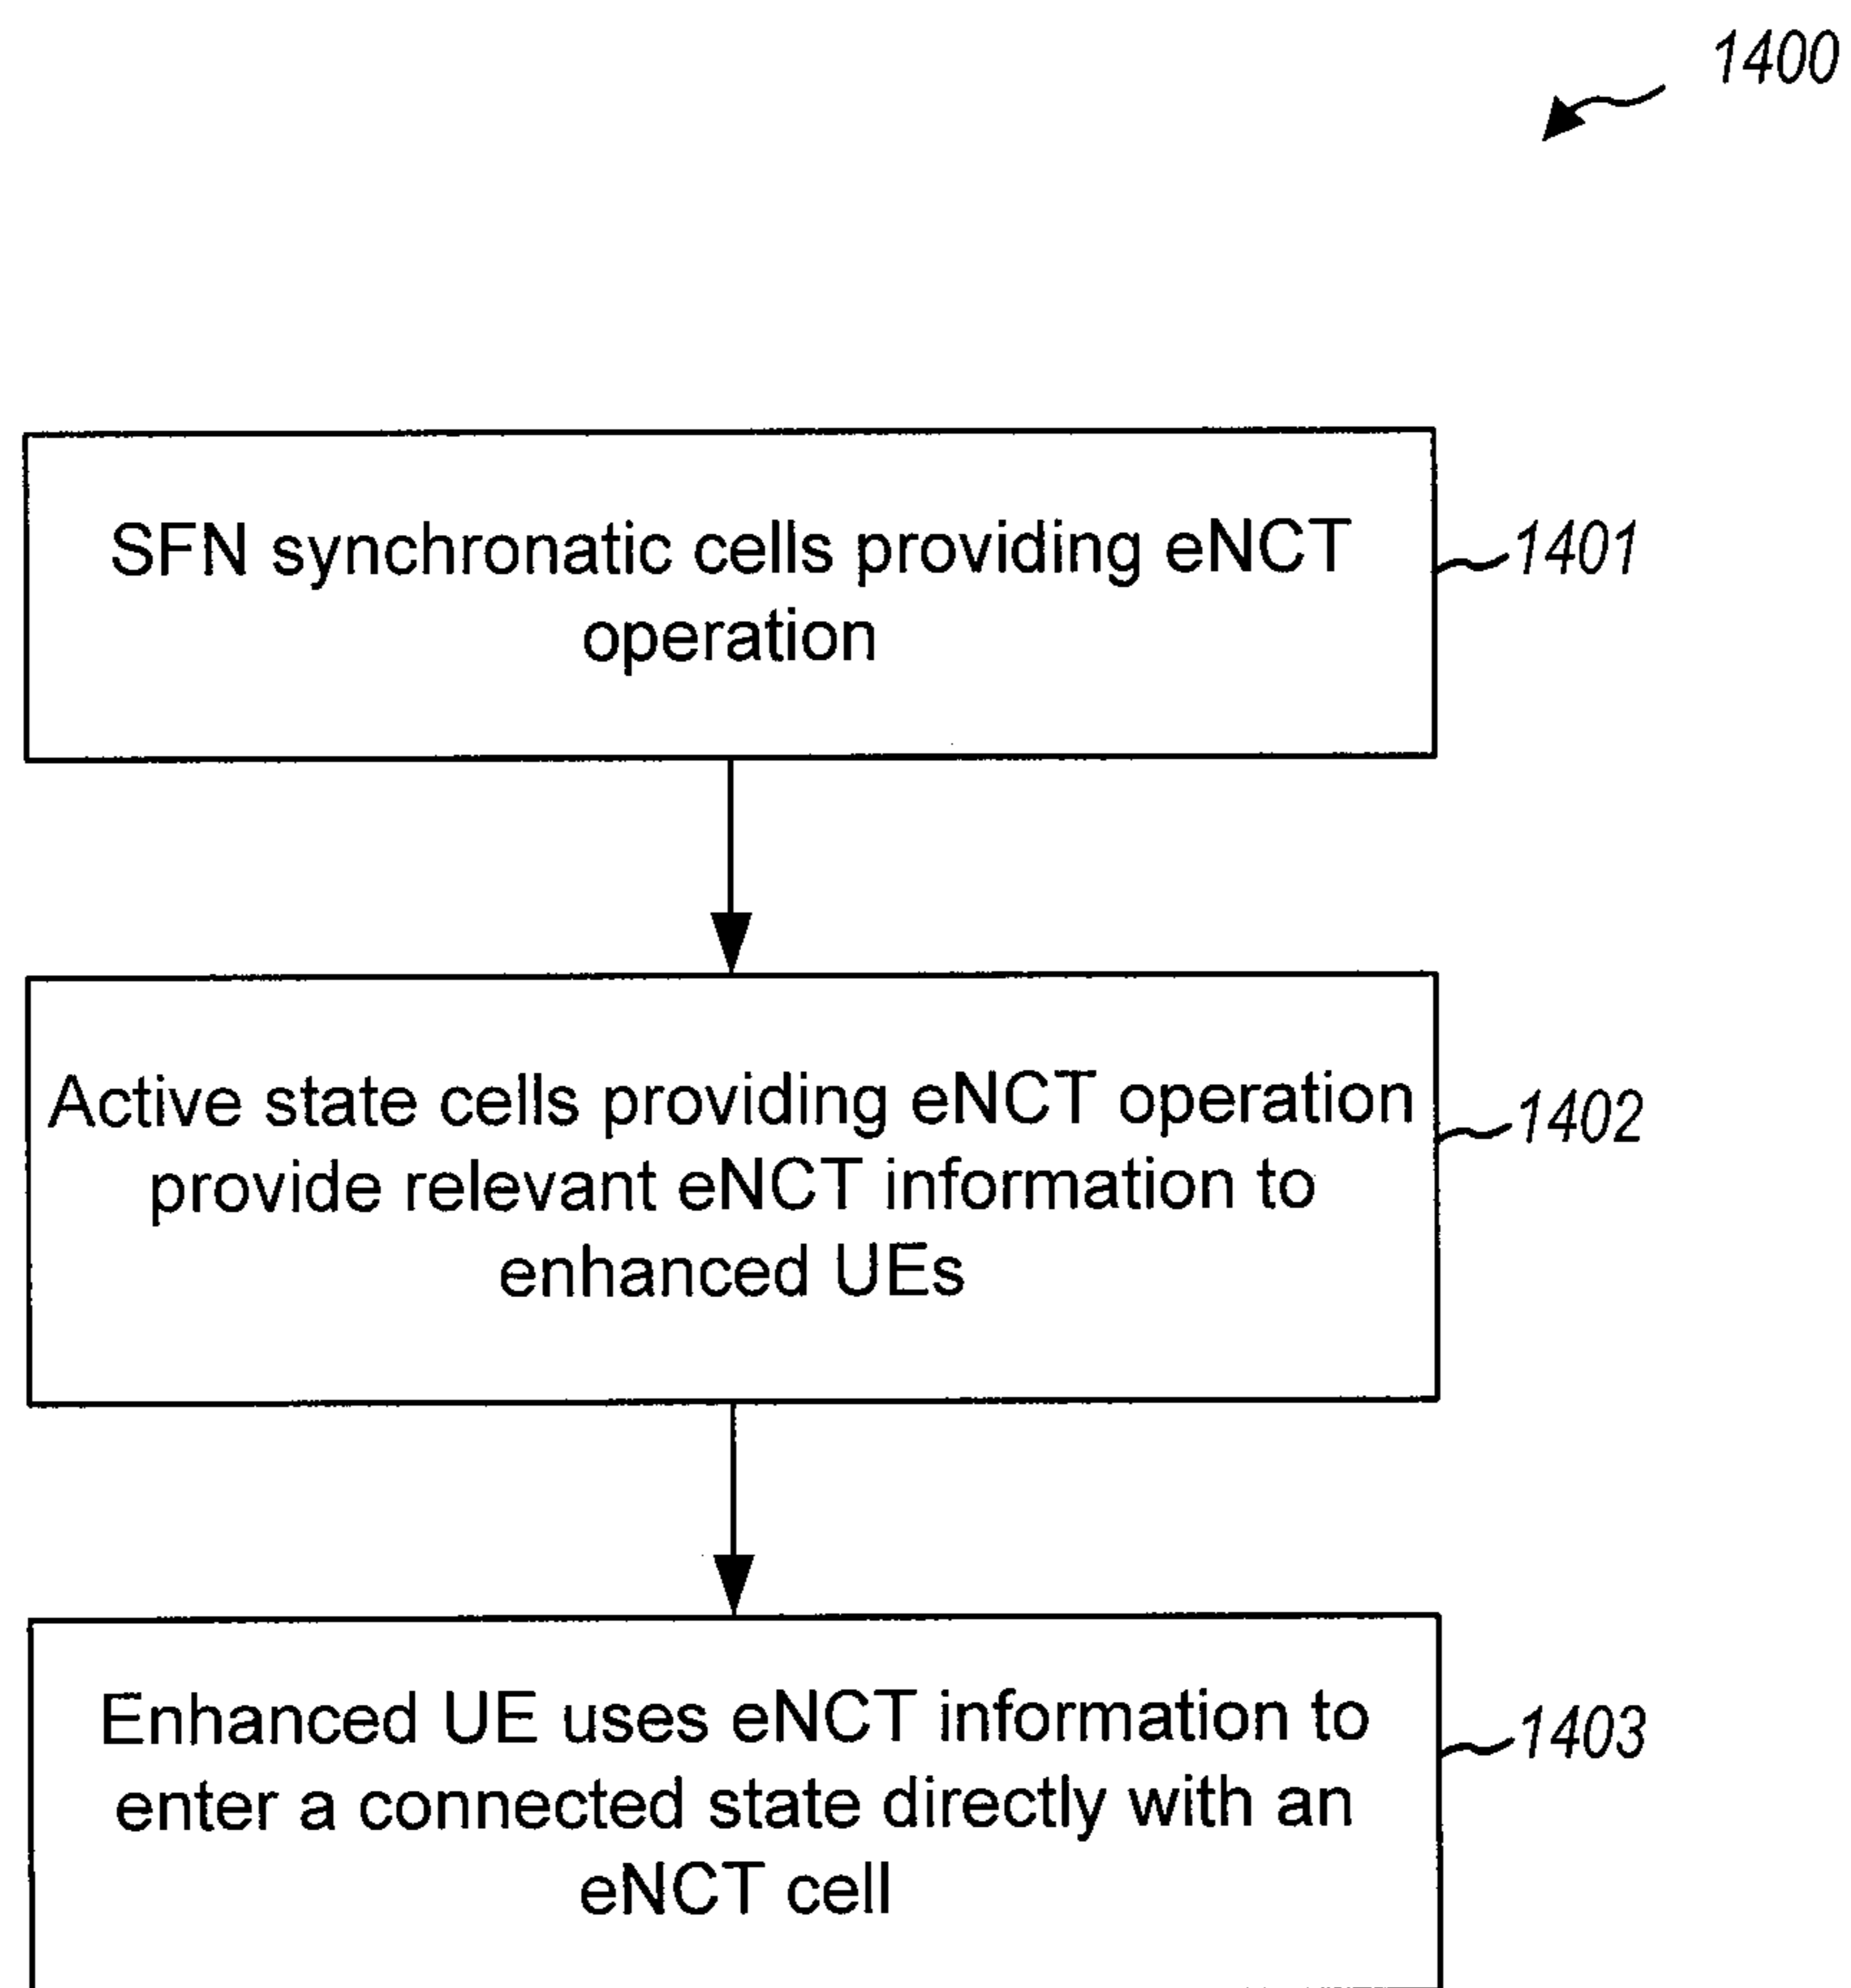 1400
SFN synchronatic cells providing eNCT
operation
1401
Active state cells providing eNCT operation
provide relevant eNCT information to
enhanced UEs
1402
Enhanced UE uses eNCT information to
enter a connected state directly with an
eNCT cell
1403